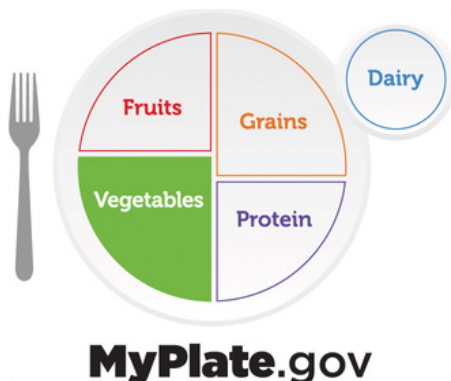 Dairy
Fruits
Grains
Vegetables
Protein
MyPlate.gov